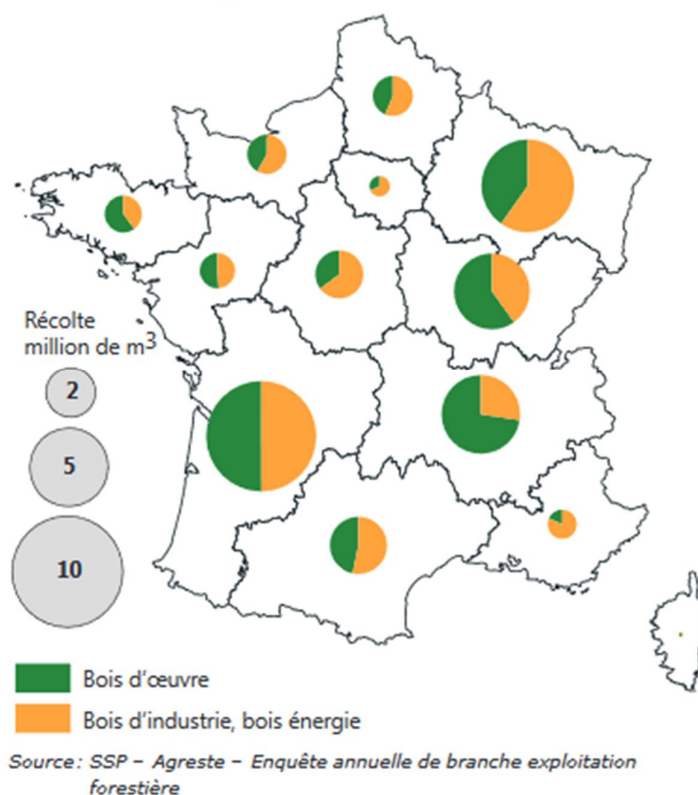 Récolte
million de m³
2
5
10
Bois d'œuvre
Bois d'industrie, bois énergie
Source: SSP – Agreste – Enquête annuelle de branche exploitation
forestière